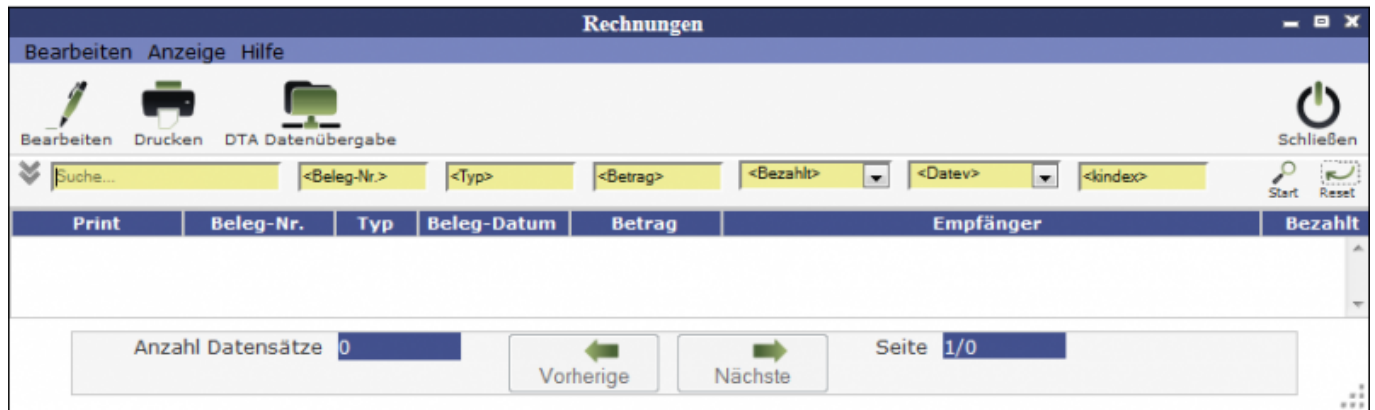 Rechnungen
Bearbeiten Anzeige Hilfe
Bearbeiten Drucken DTA Datenübergabe Schließen
Suche... <Beleg-Nr.> <Typ> <Betrag> <Bezahlt> <Datev> <kindex> Start Reset
Print Beleg-Nr. Typ Beleg-Datum Betrag Empfänger Bezahlt
Anzahl Datensätze 0 Vorherige Nächste Seite 1/0